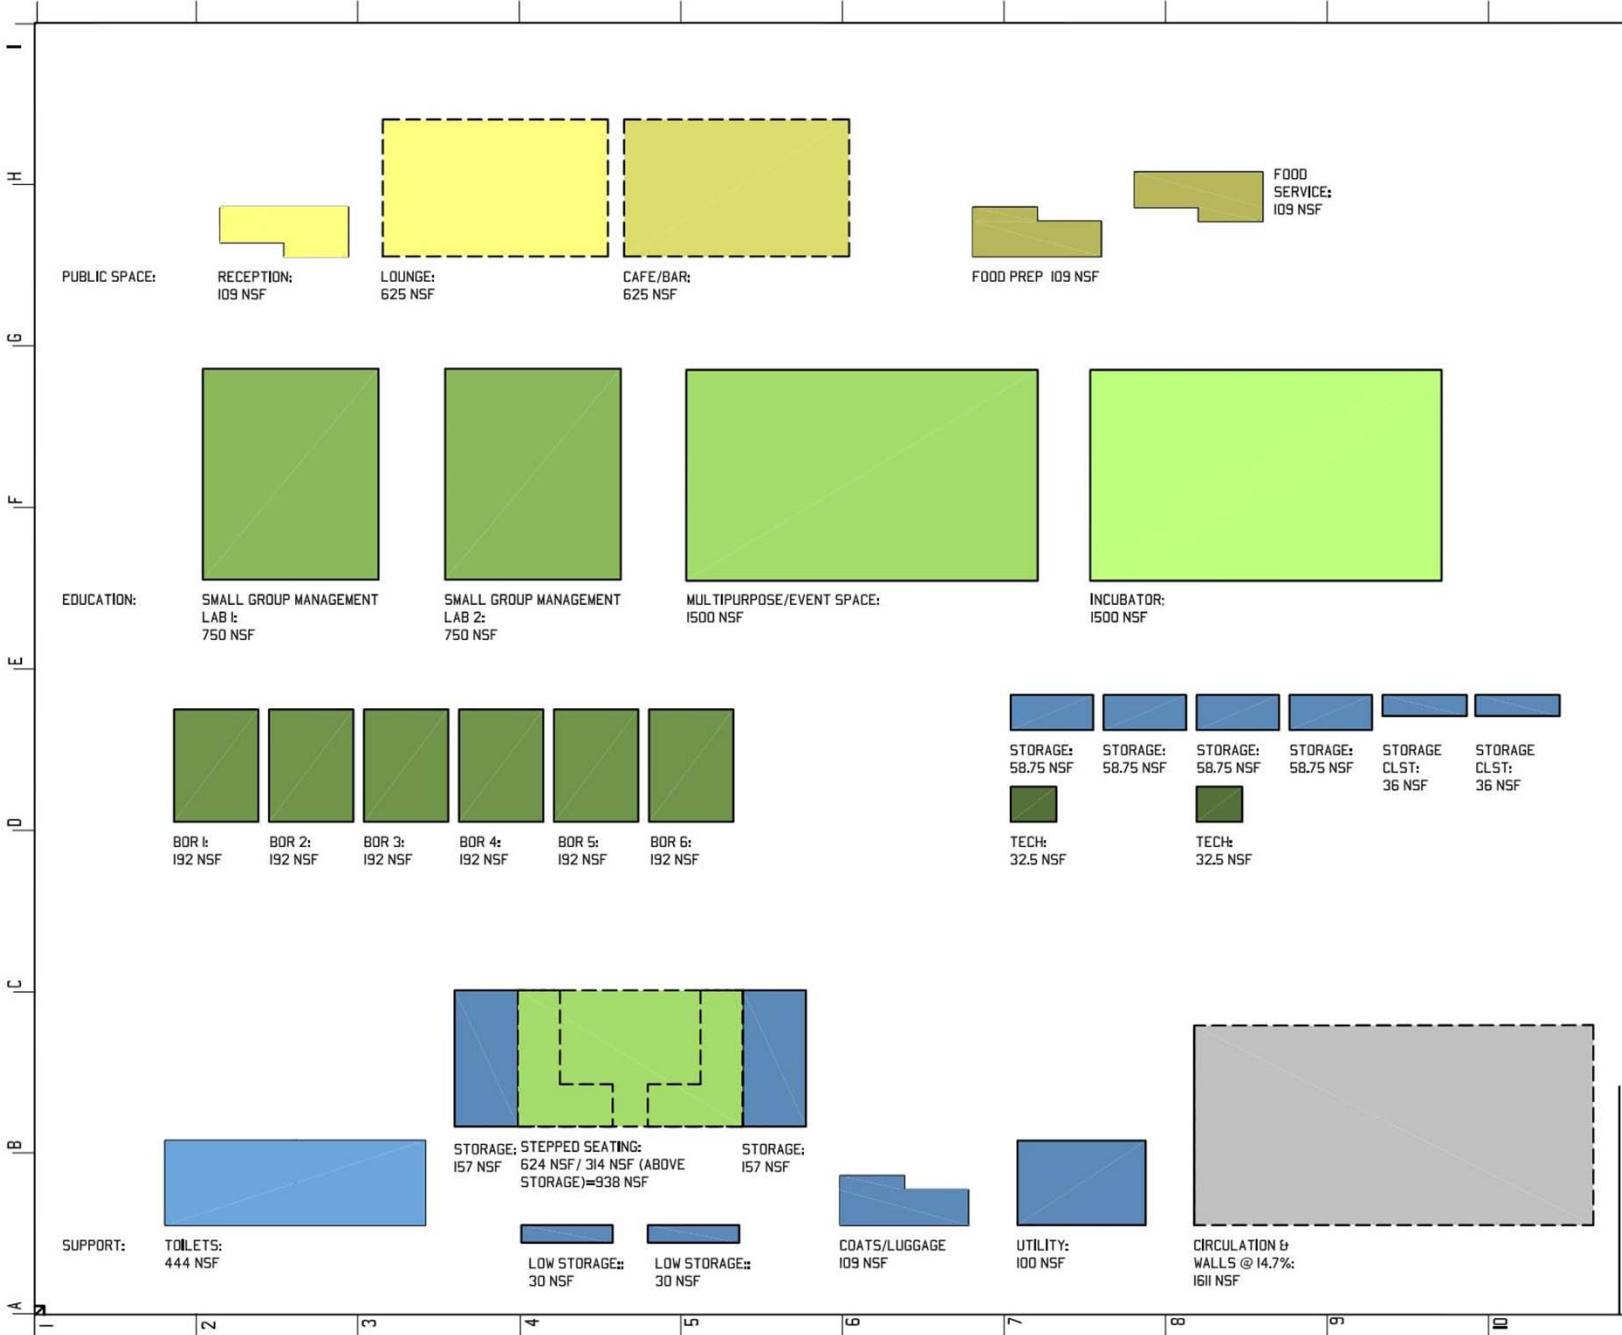 I
H
FOOD
SERVICE:
109 NSF
PUBLIC SPACE:
RECEPTION:
109 NSF
LOUNGE:
625 NSF
CAFE/BAR:
625 NSF
FOOD PREP 109 NSF
G
F
EDUCATION:
SMALL GROUP MANAGEMENT
LAB 1:
750 NSF
SMALL GROUP MANAGEMENT
LAB 2:
750 NSF
MULTIPURPOSE/EVENT SPACE:
1500 NSF
INCUBATOR:
1500 NSF
E
STORAGE:
58.75 NSF
STORAGE:
58.75 NSF
STORAGE:
58.75 NSF
STORAGE:
58.75 NSF
STORAGE
CLST:
36 NSF
STORAGE
CLST:
36 NSF
D
BOR 1:
192 NSF
BOR 2:
192 NSF
BOR 3:
192 NSF
BOR 4:
192 NSF
BOR 5:
192 NSF
BOR 6:
192 NSF
TECH:
32.5 NSF
TECH:
32.5 NSF
C
B
STORAGE:
157 NSF
STEPPED SEATING:
624 NSF/ 314 NSF (ABOVE
STORAGE)=938 NSF
STORAGE:
157 NSF
SUPPORT:
TOILETS:
444 NSF
LOW STORAGE::
30 NSF
LOW STORAGE::
30 NSF
COATS/LUGGAGE
109 NSF
UTILITY:
100 NSF
CIRCULATION &
WALLS @ 14.7%:
1611 NSF
A
1
2
3
4
5
6
7
8
9
10